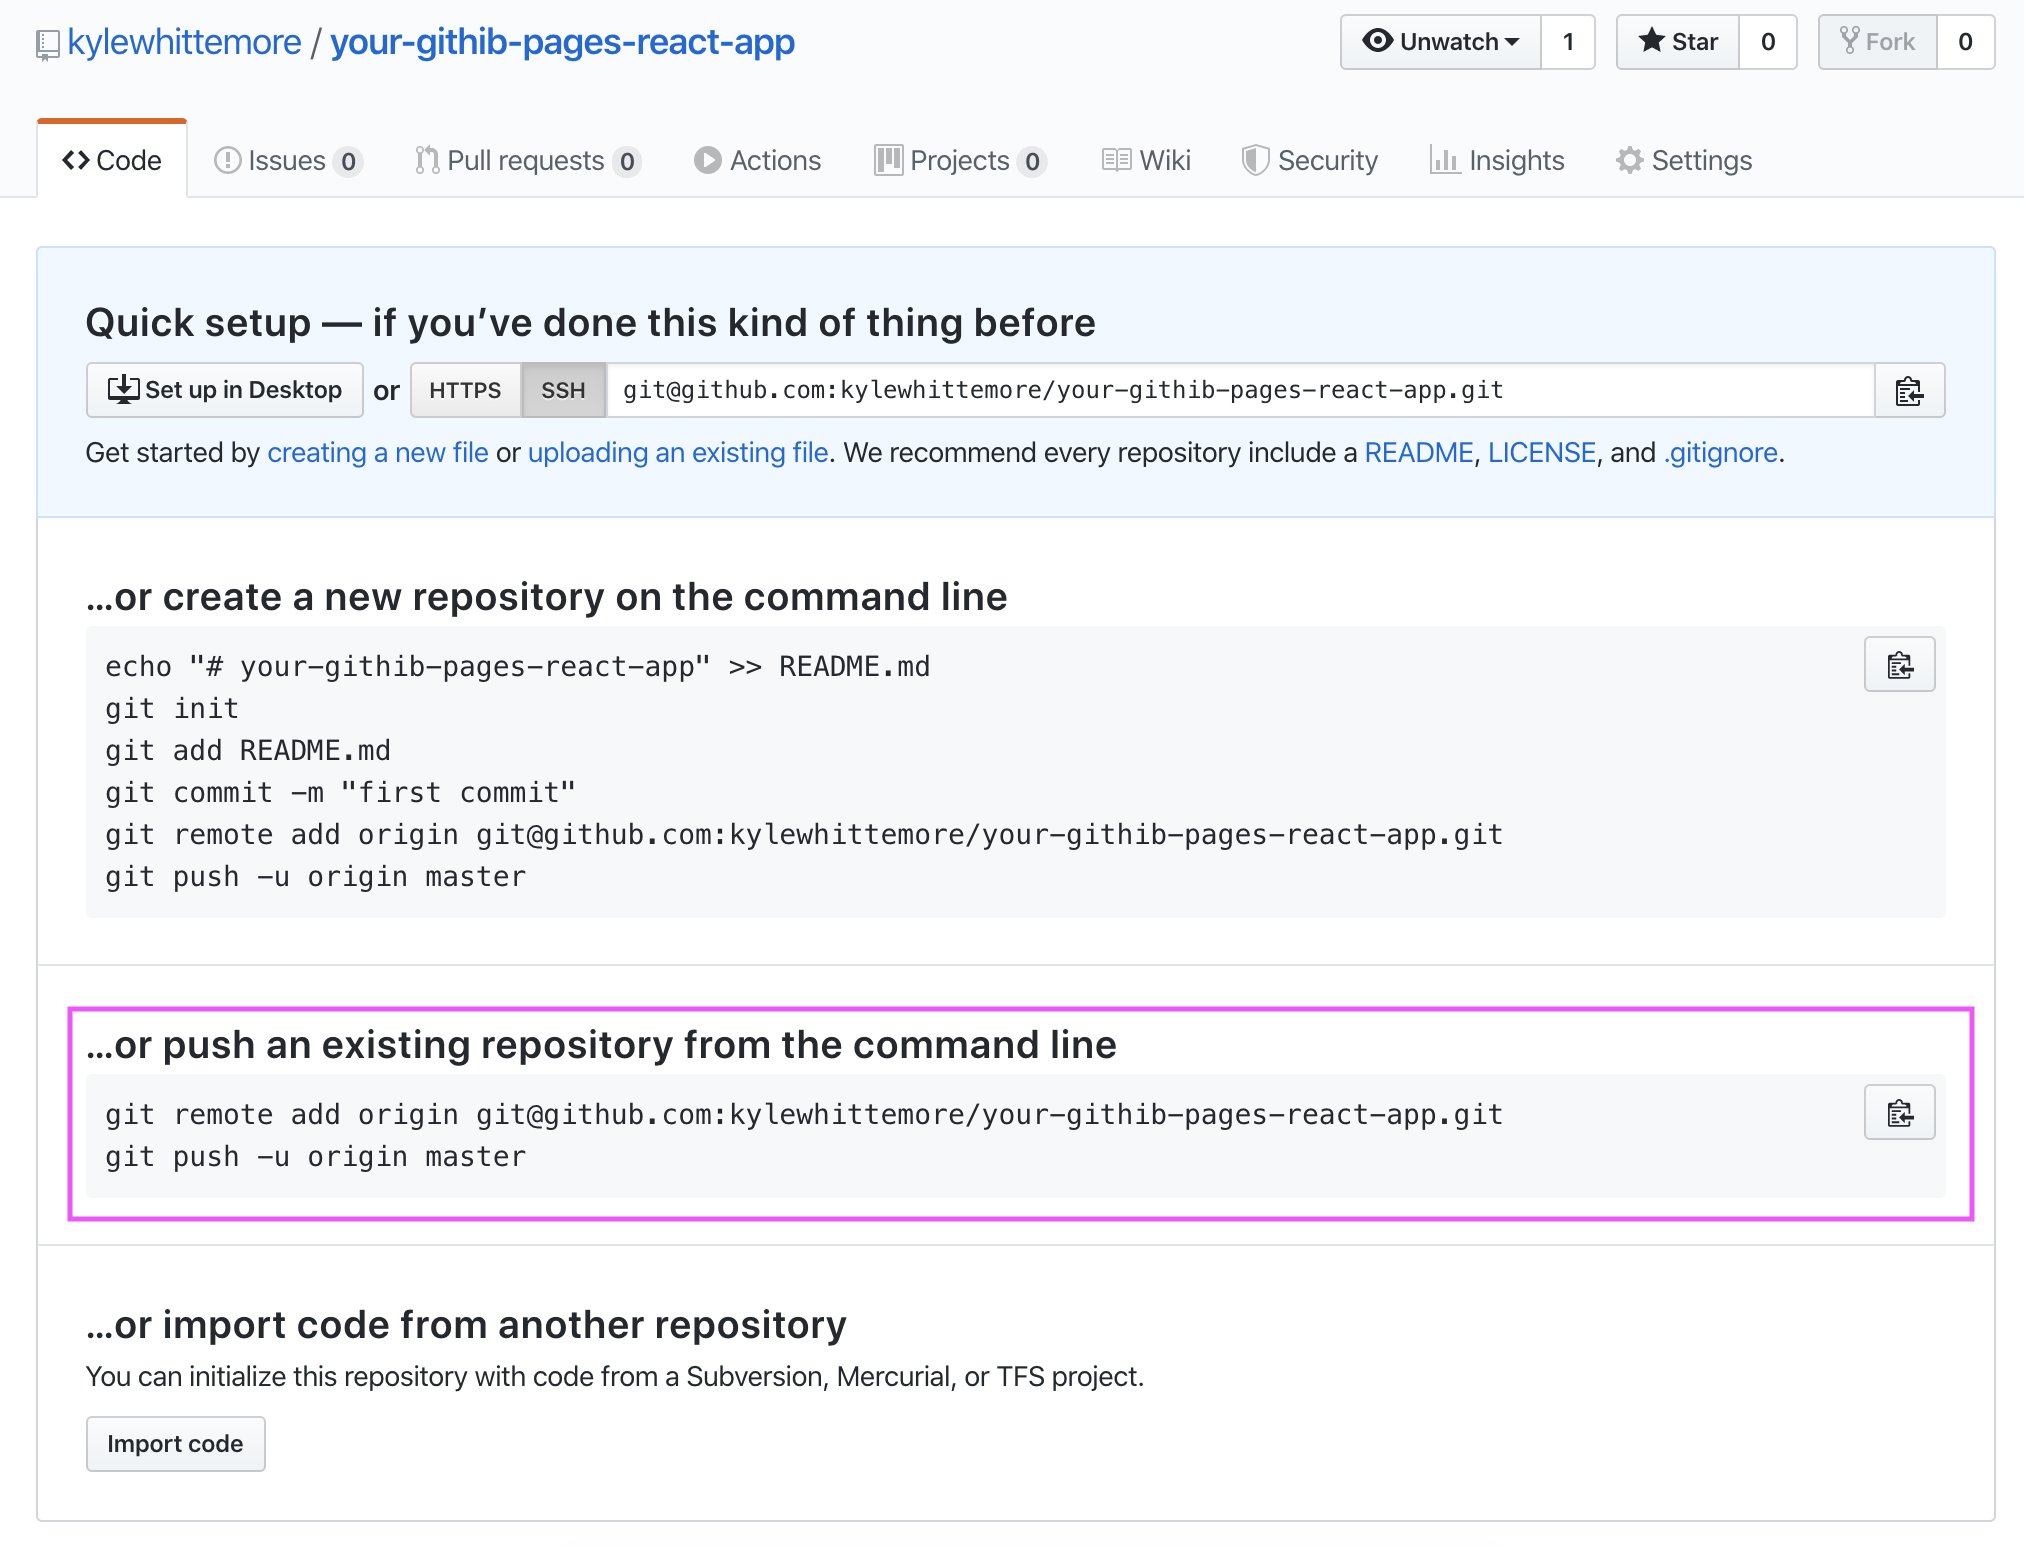 kylewhittemore / your-githib-pages-react-app
Unwatch 1 Star 0 Fork 0
Code Issues 0 Pull requests 0 Actions Projects 0 Wiki Security Insights Settings
Quick setup — if you’ve done this kind of thing before
Set up in Desktop or HTTPS SSH git@github.com:kylewhittemore/your-githib-pages-react-app.git
Get started by creating a new file or uploading an existing file. We recommend every repository include a README, LICENSE, and .gitignore.
…or create a new repository on the command line
echo "# your-githib-pages-react-app" >> README.md
git init
git add README.md
git commit -m "first commit"
git remote add origin git@github.com:kylewhittemore/your-githib-pages-react-app.git
git push -u origin master
…or push an existing repository from the command line
git remote add origin git@github.com:kylewhittemore/your-githib-pages-react-app.git
git push -u origin master
…or import code from another repository
You can initialize this repository with code from a Subversion, Mercurial, or TFS project.
Import code